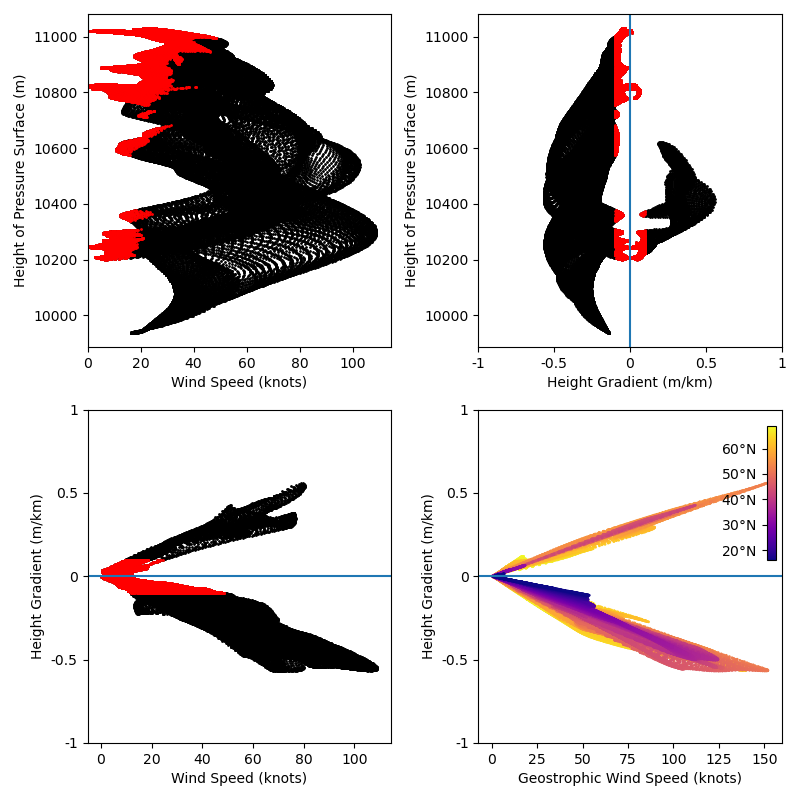 Height of Pressure Surface (m)
11000
10800
10600
10400
10200
10000
0 20 40 60 80 100
Wind Speed (knots)
Height of Pressure Surface (m)
11000
10800
10600
10400
10200
10000
-1 -0.5 0 0.5 1
Height Gradient (m/km)
Height Gradient (m/km)
1
0.5
0
-0.5
-1
0 20 40 60 80 100
Wind Speed (knots)
Height Gradient (m/km)
1
0.5
0
-0.5
-1
60°N
50°N
40°N
30°N
20°N
0 25 50 75 100 125 150
Geostrophic Wind Speed (knots)